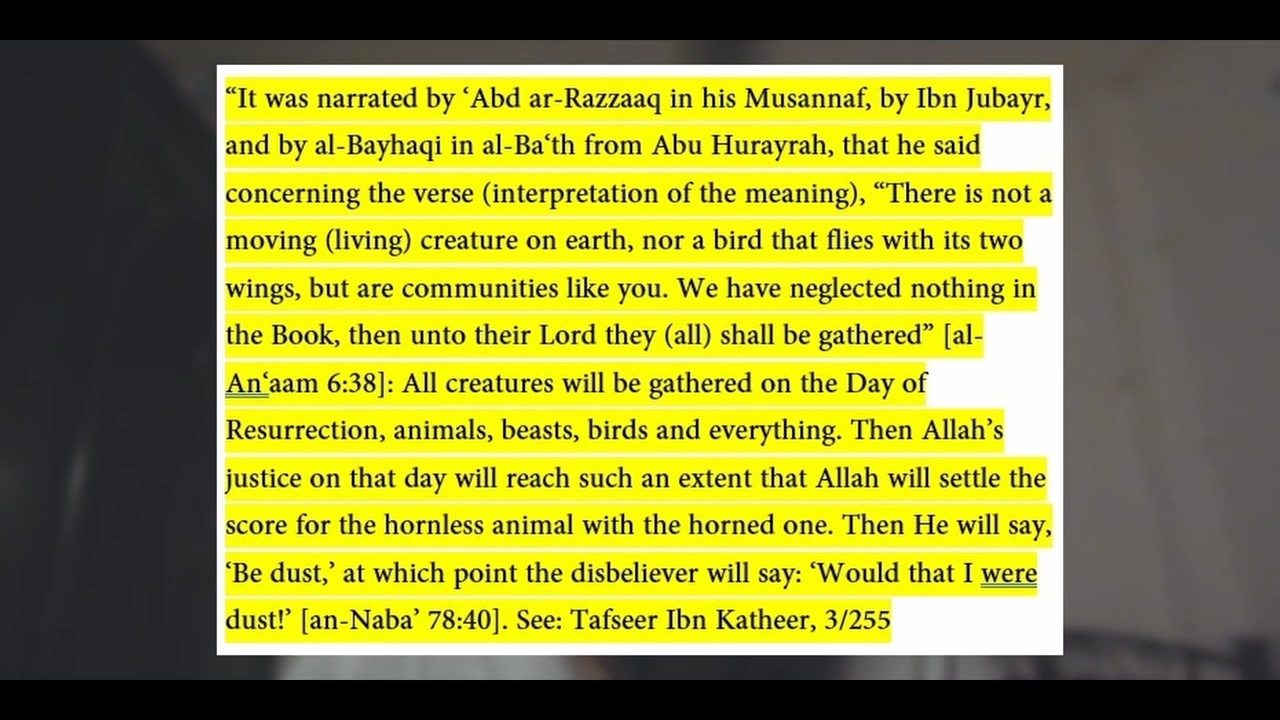 “It was narrated by ‘Abd ar-Razzaaq in his Musannaf, by Ibn Jubayr,
and by al-Bayhaqi in al-Ba‘th from Abu Hurayrah, that he said
concerning the verse (interpretation of the meaning), “There is not a
moving (living) creature on earth, nor a bird that flies with its two
wings, but are communities like you. We have neglected nothing in
the Book, then unto their Lord they (all) shall be gathered” [al-
An‘aam 6:38]: All creatures will be gathered on the Day of
Resurrection, animals, beasts, birds and everything. Then Allah’s
justice on that day will reach such an extent that Allah will settle the
score for the hornless animal with the horned one. Then He will say,
‘Be dust,’ at which point the disbeliever will say: ‘Would that I were
dust!’ [an-Naba’ 78:40]. See: Tafseer Ibn Katheer, 3/255